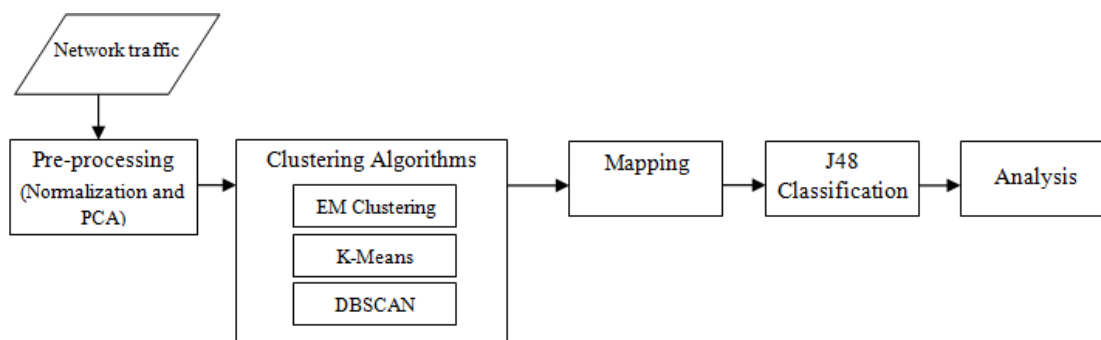 Network traffic
Pre-processing
(Normalization and
PCA)
Clustering Algorithms
EM Clustering
K-Means
DBSCAN
Mapping
J48
Classification
Analysis